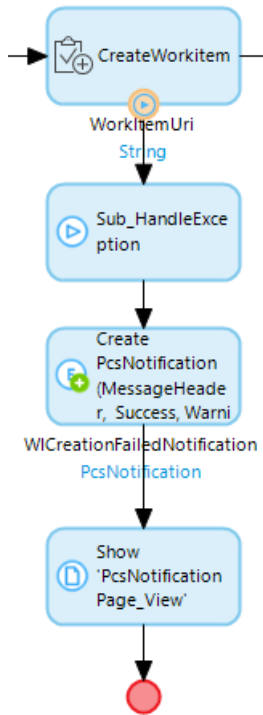 CreateWorkitem
WorkItemUri
String
Sub_HandleExce
ption
Create
PcsNotification
(MessageHeade
r, Success, Warni
WICreationFailedNotification
PcsNotification
Show
'PcsNotification
Page_View'